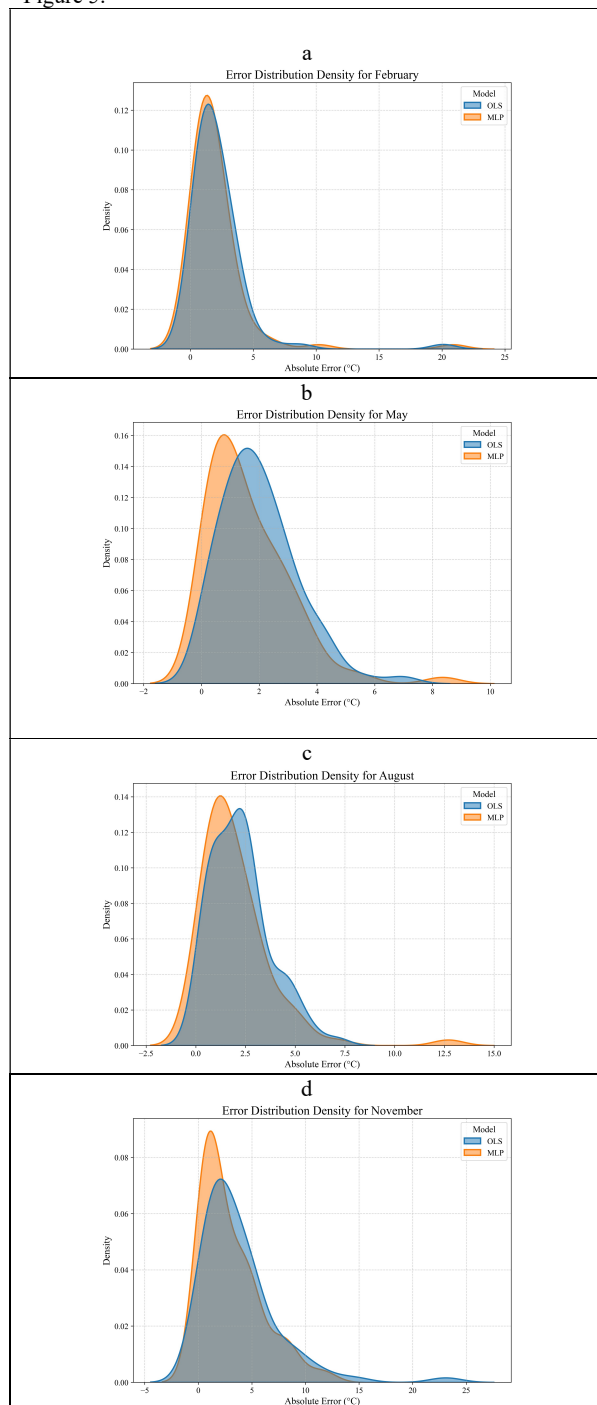 Figure 5.
a
Error Distribution Density for February
Model
OLS
MLP
0.12
0.10
0.08
0.06
0.04
0.02
0.00
Density
0
5
10
15
20
25
Absolute Error (°C)
b
Error Distribution Density for May
Model
OLS
MLP
0.16
0.14
0.12
0.10
0.08
0.06
0.04
0.02
0.00
Density
−2
0
2
4
6
8
10
Absolute Error (°C)
c
Error Distribution Density for August
Model
OLS
MLP
0.14
0.12
0.10
0.08
0.06
0.04
0.02
0.00
Density
−2.5
0.0
2.5
5.0
7.5
10.0
12.5
15.0
Absolute Error (°C)
d
Error Distribution Density for November
Model
OLS
MLP
0.08
0.06
0.04
0.02
0.00
Density
−5
0
5
10
15
20
25
Absolute Error (°C)